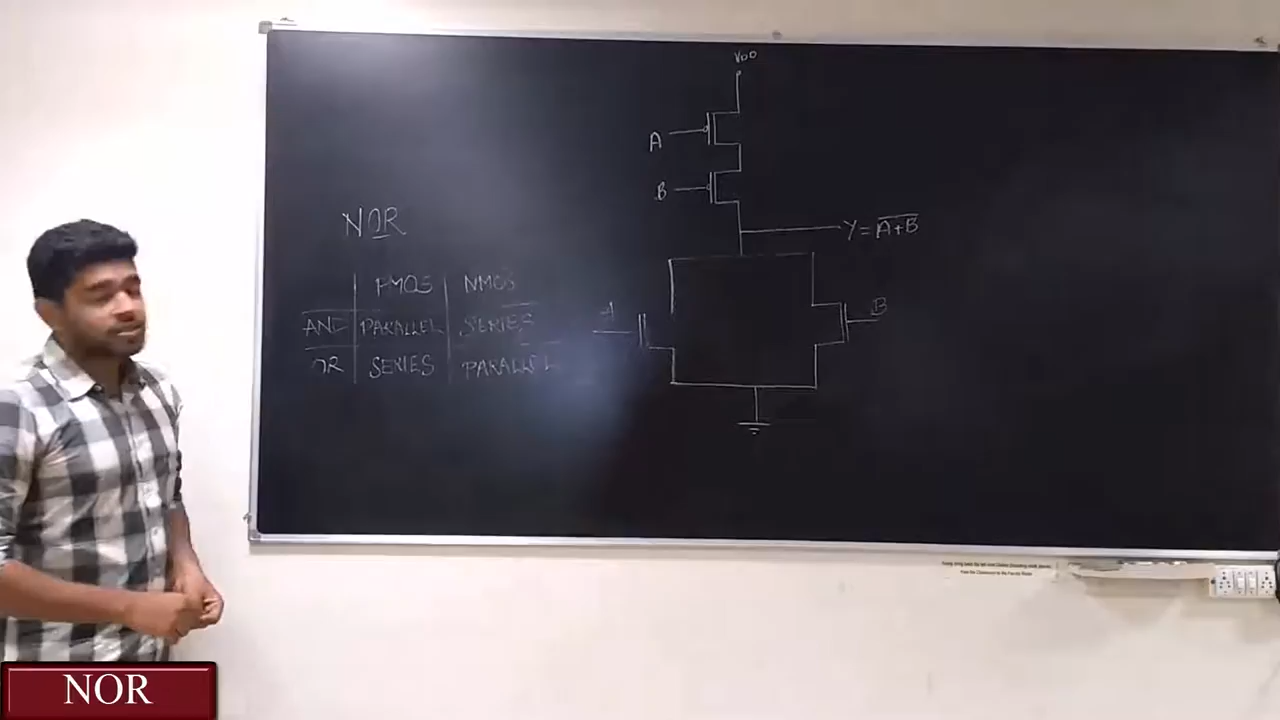 VDD
A
B
Y = A+B
NOR
PMOS NMOS
AND PARALLEL SERIES
OR SERIES PARALLEL
A
B
NOR